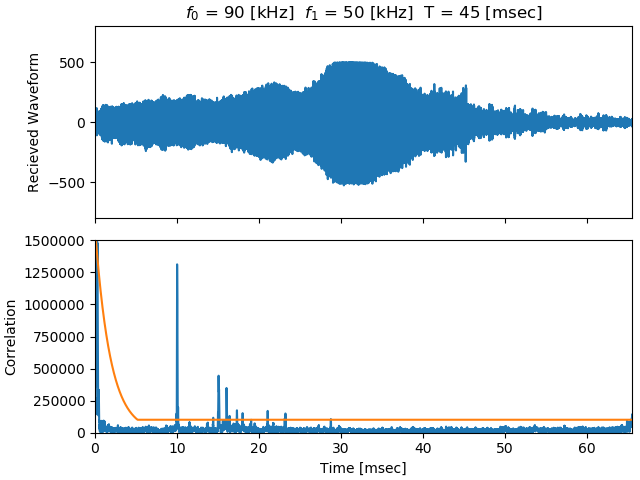 f₀ = 90 [kHz]  f₁ = 50 [kHz]  T = 45 [msec]
Recieved Waveform
500
0
−500
Correlation
1500000
1250000
1000000
750000
500000
250000
0
0 10 20 30 40 50 60
Time [msec]